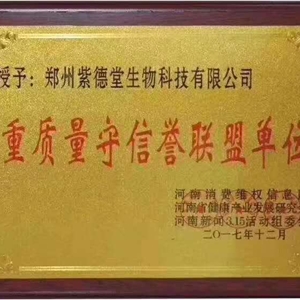 授予：郑州紫德堂生物科技有限公司
重质量守信誉联盟单位
河南消费维权信息
河南省健康产业发展研究
河南新闻3.15活动组委
二〇一七年十二月